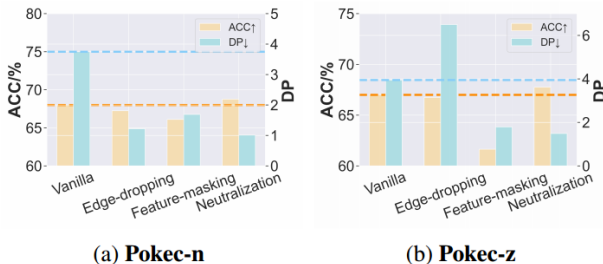 ACC/%
80
75
70
65
60
5
4
3
2
1
0
DP
ACC↑
DP↓
Vanilla
Edge-dropping
Feature-masking
Neutralization
(a) Pokec-n
ACC/%
75
70
65
60
6
4
2
0
DP
ACC↑
DP↓
Vanilla
Edge-dropping
Feature-masking
Neutralization
(b) Pokec-z